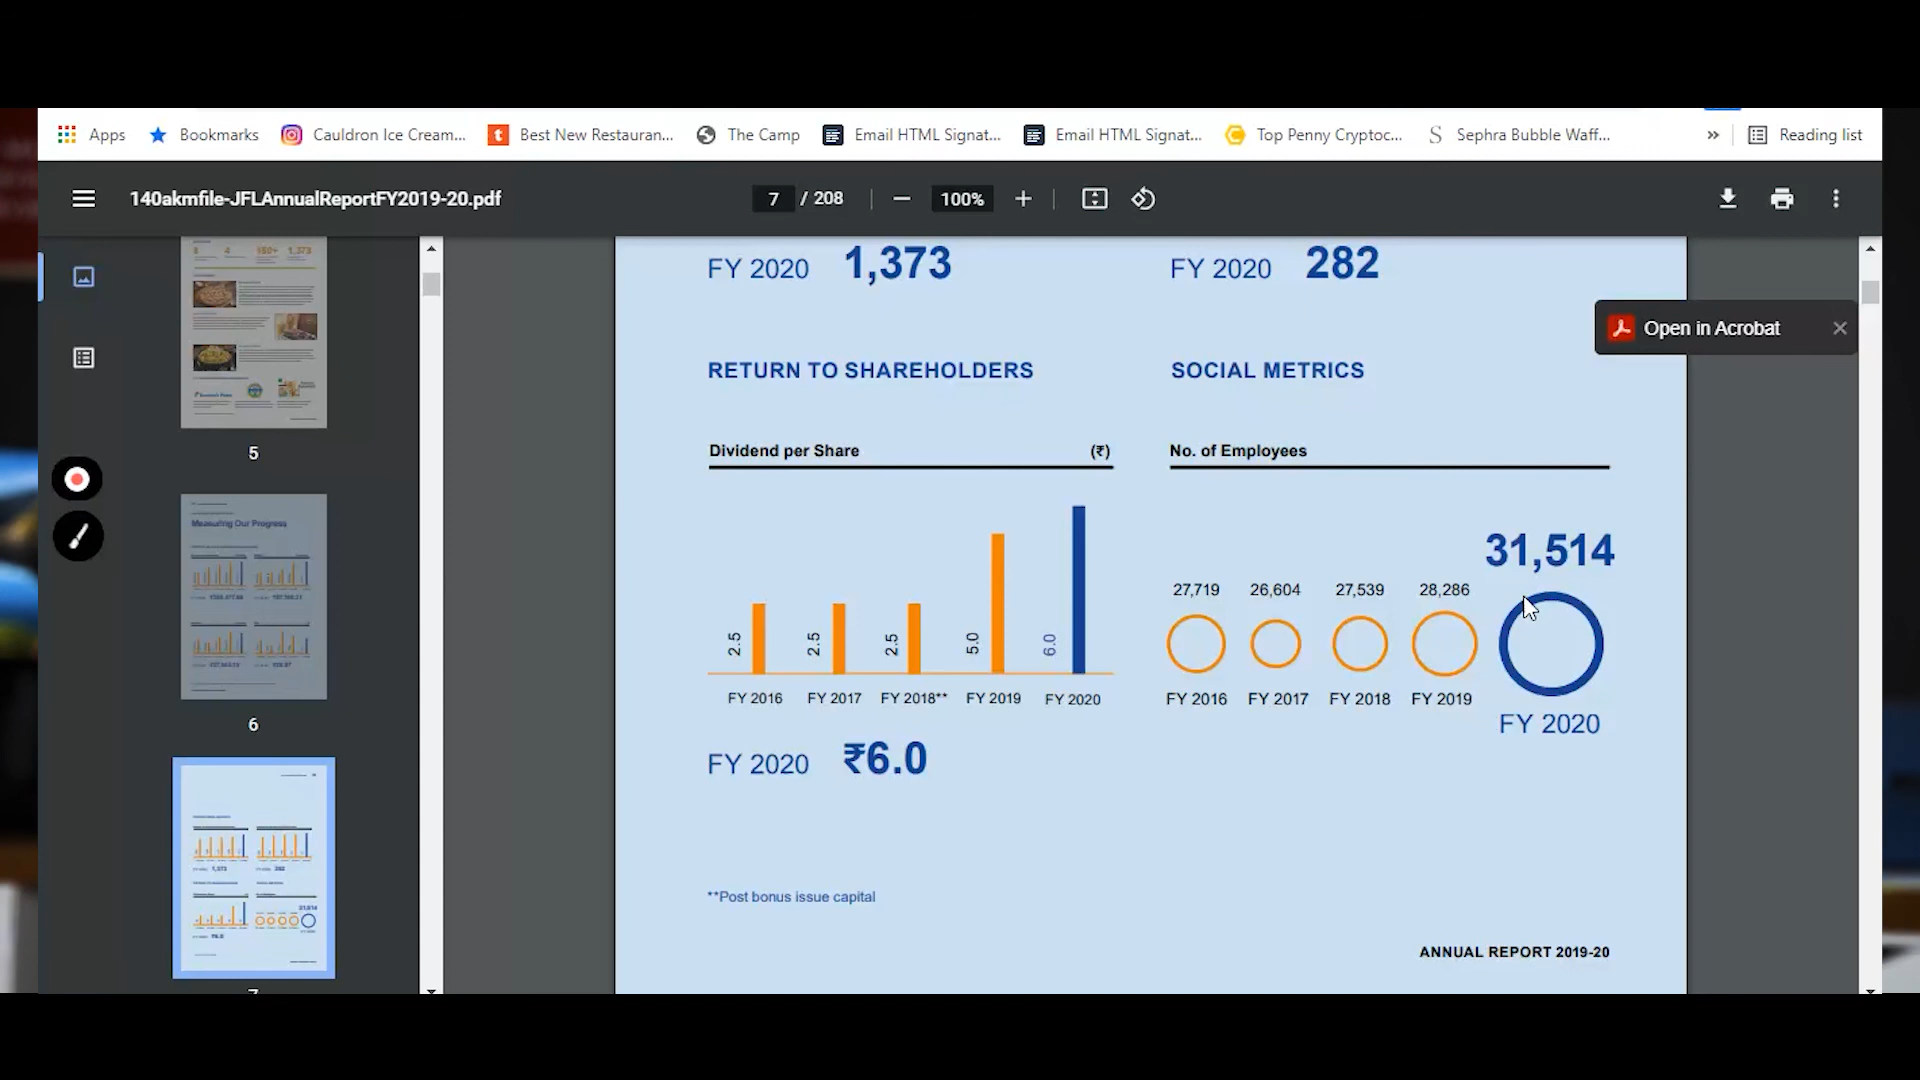 Apps Bookmarks Cauldron Ice Cream... Best New Restauran... The Camp Email HTML Signat... Email HTML Signat... Top Penny Cryptoc... Sephra Bubble Waff... » Reading list
140akmfile-JFLAnnualReportFY2019-20.pdf 7 / 208 100%
FY 2020 1,373 FY 2020 282
Open in Acrobat
RETURN TO SHAREHOLDERS SOCIAL METRICS
Dividend per Share (₹) No. of Employees
5
Measuring Our Progress
31,514
27,719 26,604 27,539 28,286
2.5 2.5 2.5 5.0 6.0
FY 2016 FY 2017 FY 2018** FY 2019 FY 2020 FY 2016 FY 2017 FY 2018 FY 2019
FY 2020
6
FY 2020 ₹6.0
**Post bonus issue capital
ANNUAL REPORT 2019-20